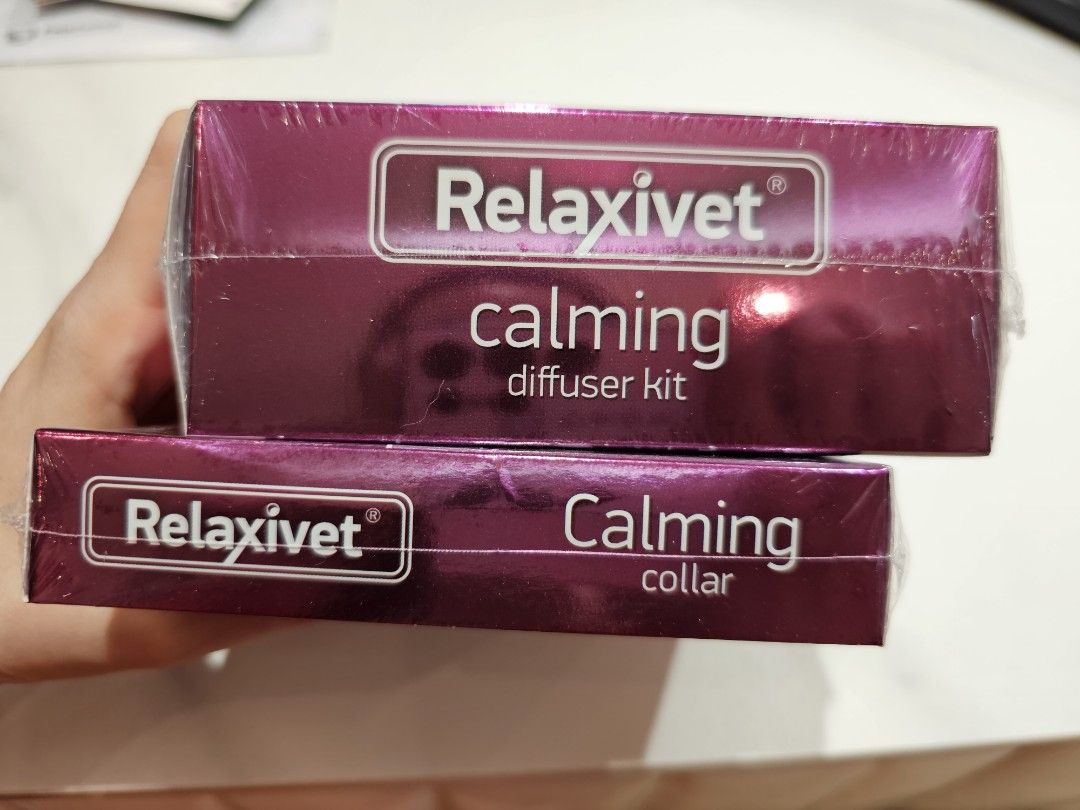 Relaxivet®
calming
diffuser kit
Relaxivet®
Calming
collar